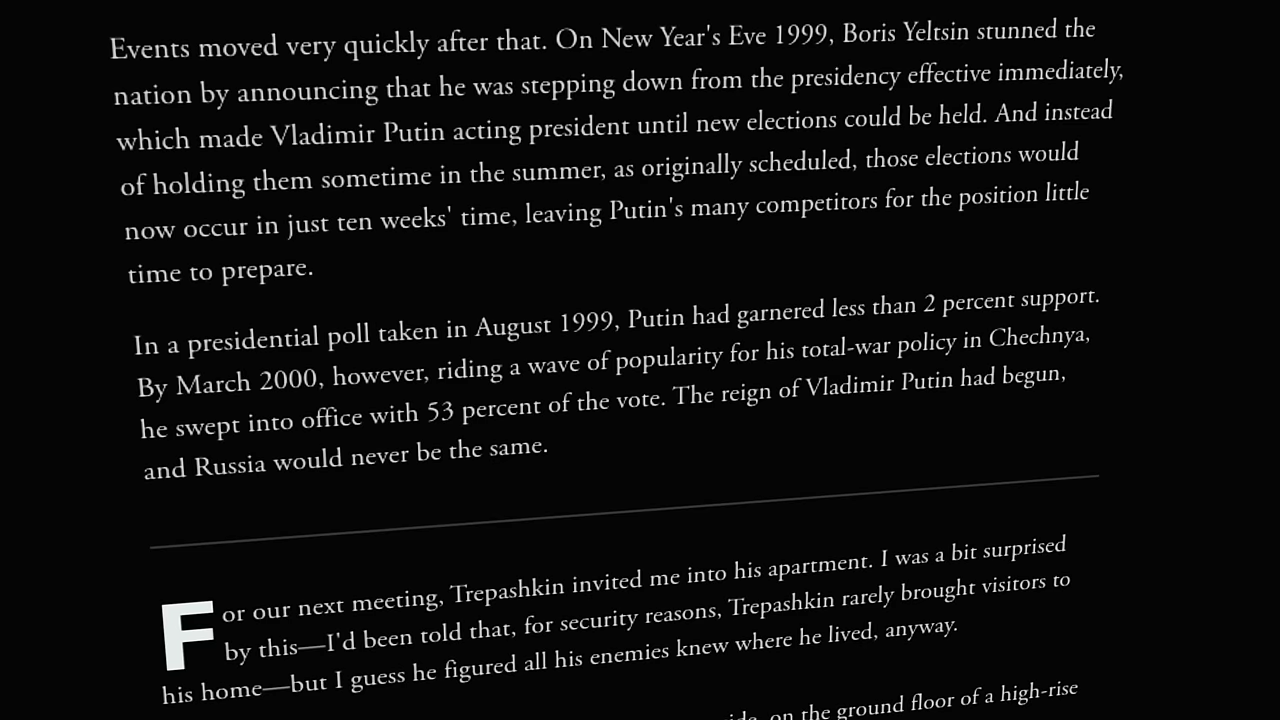 Events moved very quickly after that. On New Year's Eve 1999, Boris Yeltsin stunned the
nation by announcing that he was stepping down from the presidency effective immediately,
which made Vladimir Putin acting president until new elections could be held. And instead
of holding them sometime in the summer, as originally scheduled, those elections would
now occur in just ten weeks' time, leaving Putin's many competitors for the position little
time to prepare.
In a presidential poll taken in August 1999, Putin had garnered less than 2 percent support.
By March 2000, however, riding a wave of popularity for his total-war policy in Chechnya,
he swept into office with 53 percent of the vote. The reign of Vladimir Putin had begun,
and Russia would never be the same.
For our next meeting, Trepashkin invited me into his apartment. I was a bit surprised
by this—I'd been told that, for security reasons, Trepashkin rarely brought visitors to
his home—but I guess he figured all his enemies knew where he lived, anyway.
on the ground floor of a high-rise